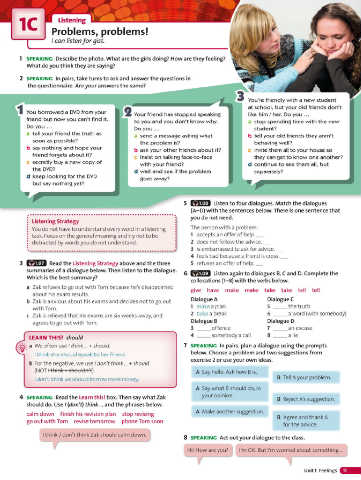 1C
Listening
Problems, problems!
I can listen for gist.
1 SPEAKING Describe the photo. What are the girls doing? How are they feeling?
What do you think they are saying?
2 SPEAKING In pairs, take turns to ask and answer the questions in
the questionnaire. Are your answers the same?
1
You borrowed a DVD from your
friend but now you can't find it.
Do you ...
a tell your friend the truth as
soon as possible?
b say nothing and hope your
friend forgets about it?
c secretly buy a new copy of
the DVD?
d keep looking for the DVD
but say nothing yet?
2
Your friend has stopped speaking
to you and you don't know why.
Do you ...
a send a message asking what
the problem is?
b ask your other friends about it?
c insist on talking face-to-face
with your friend?
d wait and see if the problem
goes away?
3
You're friendly with a new student
at school, but your old friends don't
like him / her. Do you ...
a stop spending time with the new
student?
b tell your old friends they aren't
behaving well?
c invite them all to your house so
they can get to know one another?
d continue to see them all, but
separately?
Listening Strategy
You do not have to understand every word in a listening
task. Focus on the general meaning and try not to be
distracted by words you do not understand.
3 Read the Listening Strategy above and the three
summaries of a dialogue below. Then listen to the dialogue.
Which is the best summary?
a Zak refuses to go out with Tom because he's disappointed
about his exam results.
b Zak is anxious about his exams and decides not to go out
with Tom.
c Zak is relieved that his exams are six weeks away, and
agrees to go out with Tom.
LEARN THIS! should
a We often use I think ... + should.
I think she should speak to her friend.
b For the negative, we use I don't think ... + should
(NOT I think + shouldn't).
I don't think we should borrow more money.
4 SPEAKING Read the Learn this! box. Then say what Zak
should do. Use I (don't) think ... and the phrases below.
calm down finish his revision plan stop revising
go out with Tom revise tomorrow phone Tom soon
I think / I don't think Zak should calm down.
5 1.08 Listen to four dialogues. Match the dialogues
(A–D) with the sentences below. There is one sentence that
you do not need.
The person with a problem:
1 accepts an offer of help.
2 does not follow the advice.
3 is embarrassed to ask for advice.
4 feels bad because a friend is cross
5 refuses an offer of help.
6 1.09 Listen again to dialogues B, C and D. Complete the
collocations (1–8) with the verbs below.
give have make make take take tell tell
Dialogue A
1 make a plan
2 take a break
Dialogue B
3 of fence
4 somebody a call
Dialogue C
5 the truth
6 a word (with somebody)
Dialogue D
7 an excuse
8 a lie
7 SPEAKING In pairs, plan a dialogue using the prompts
below. Choose a problem and two suggestions from
exercise 2 or use your own ideas.
A Say hello. Ask how B is.
B Tell A your problem.
A Say what B should do, in
your opinion.
B Reject A's suggestion.
A Make another suggestion.
B Agree and thank A
for the advice.
8 SPEAKING Act out your dialogue to the class.
Hi! How are you?
I'm OK. But I'm worried about something...
Unit 1 Feelings